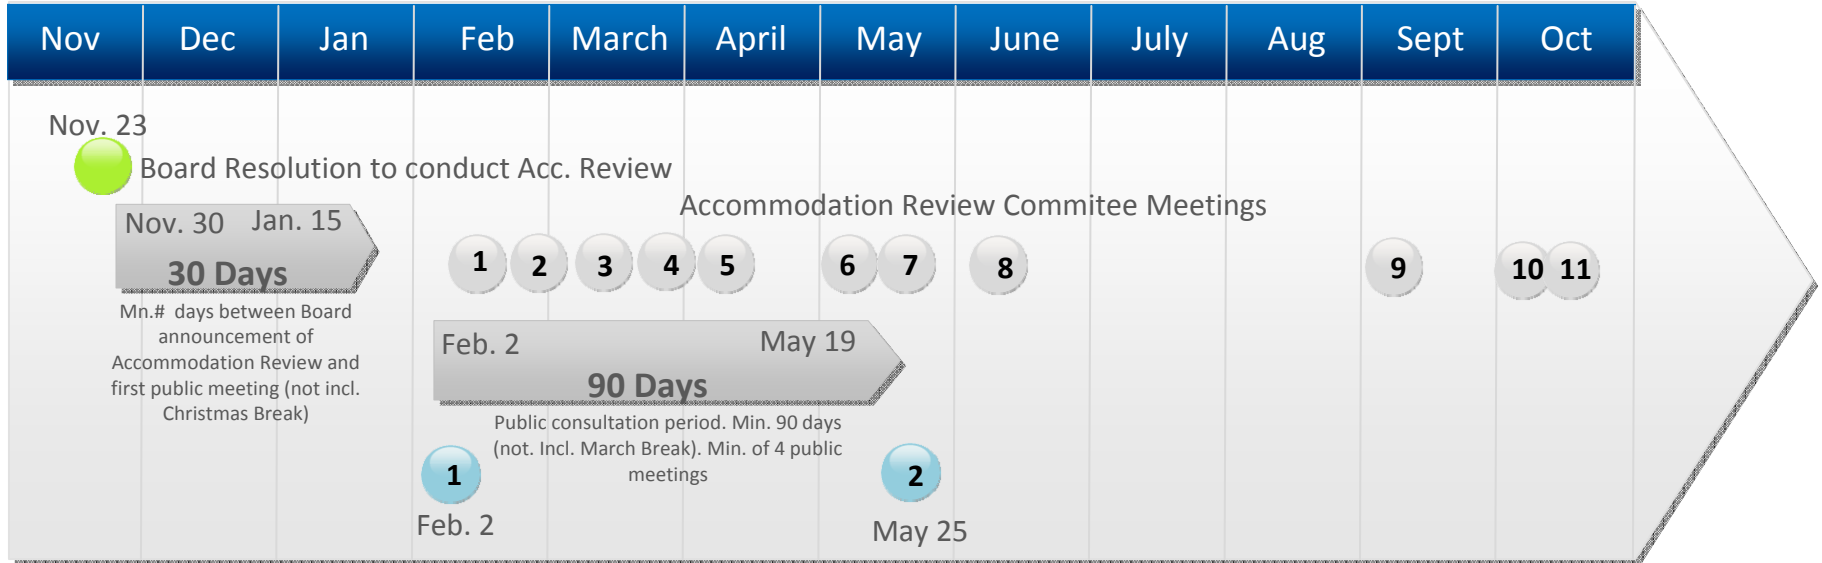 Nov Dec Jan Feb March April May June July Aug Sept Oct
Nov. 23
Board Resolution to conduct Acc. Review
Accommodation Review Commitee Meetings
Nov. 30 Jan. 15
30 Days
Mn.# days between Board
announcement of
Accommodation Review and
first public meeting (not incl.
Christmas Break)
1 2 3 4 5 6 7 8 9 10 11
Feb. 2 May 19
90 Days
Public consultation period. Min. 90 days
(not. Incl. March Break). Min. of 4 public
meetings
1 2
Feb. 2 May 25